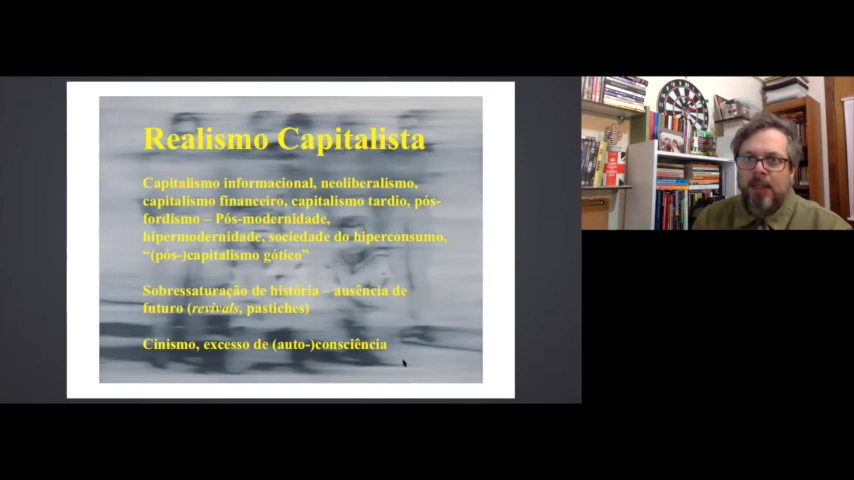 Realismo Capitalista
Capitalismo informacional, neoliberalismo,
capitalismo financeiro, capitalismo tardio, pós-
fordismo – Pós-modernidade,
hipermodernidade, sociedade do hiperconsumo,
“(pós-)capitalismo gótico”
Sobressaturação de história – ausência de
futuro (revivals, pastiches)
Cinismo, excesso de (auto-)consciência